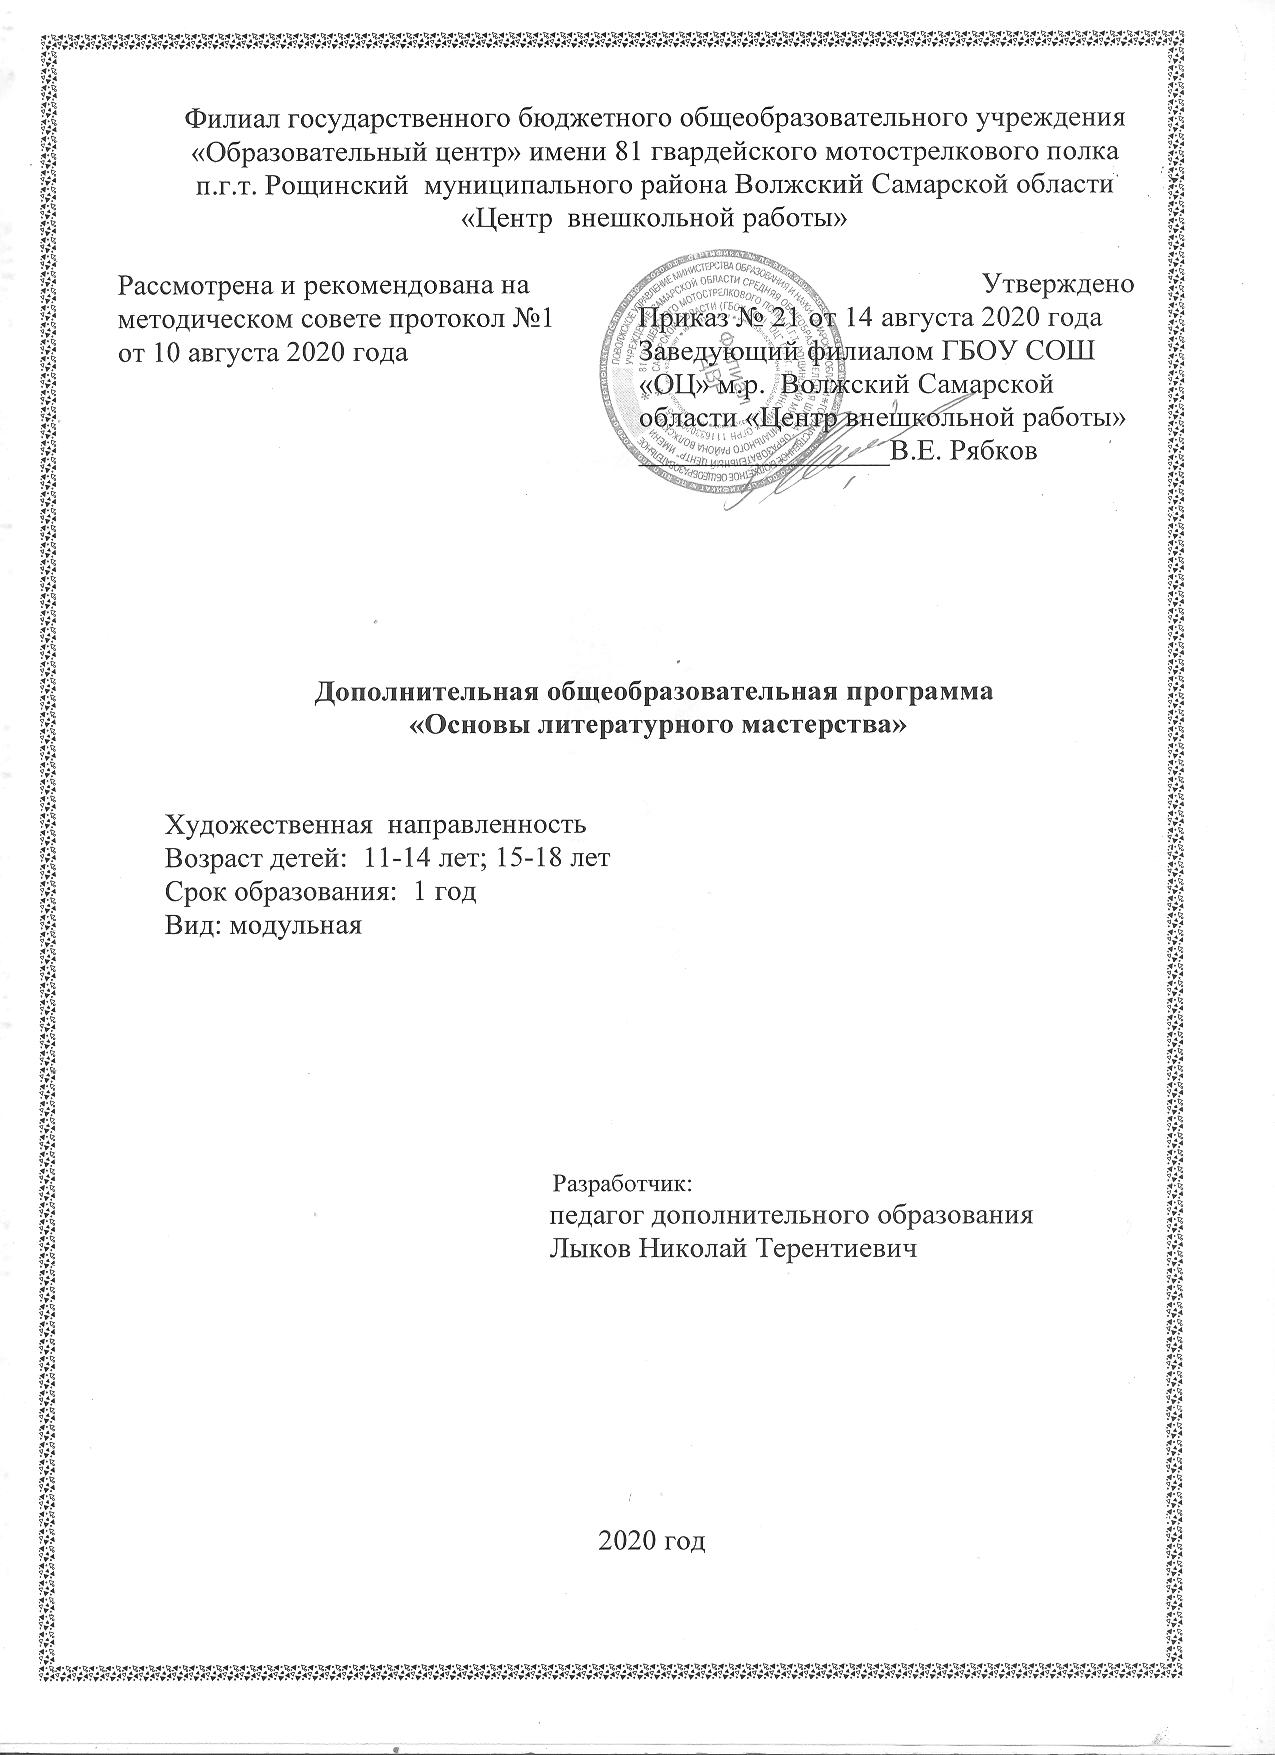 Филиал государственного бюджетного общеобразовательного учреждения
«Образовательный центр» имени 81 гвардейского мотострелкового полка
п.г.т. Рощинский муниципального района Волжский Самарской области
«Центр внешкольной работы»
Рассмотрена и рекомендована на
методическом совете протокол №1
от 10 августа 2020 года
Утверждено
Приказ № 21 от 14 августа 2020 года
Заведующий филиалом ГБОУ СОШ
«ОЦ» м.р. Волжский Самарской
области «Центр внешкольной работы»
__________________В.Е. Рябков
Филиал
ЦВР
Дополнительная общеобразовательная программа
«Основы литературного мастерства»
Художественная направленность
Возраст детей: 11-14 лет; 15-18 лет
Срок образования: 1 год
Вид: модульная
Разработчик:
педагог дополнительного образования
Лыков Николай Терентиевич
2020 год